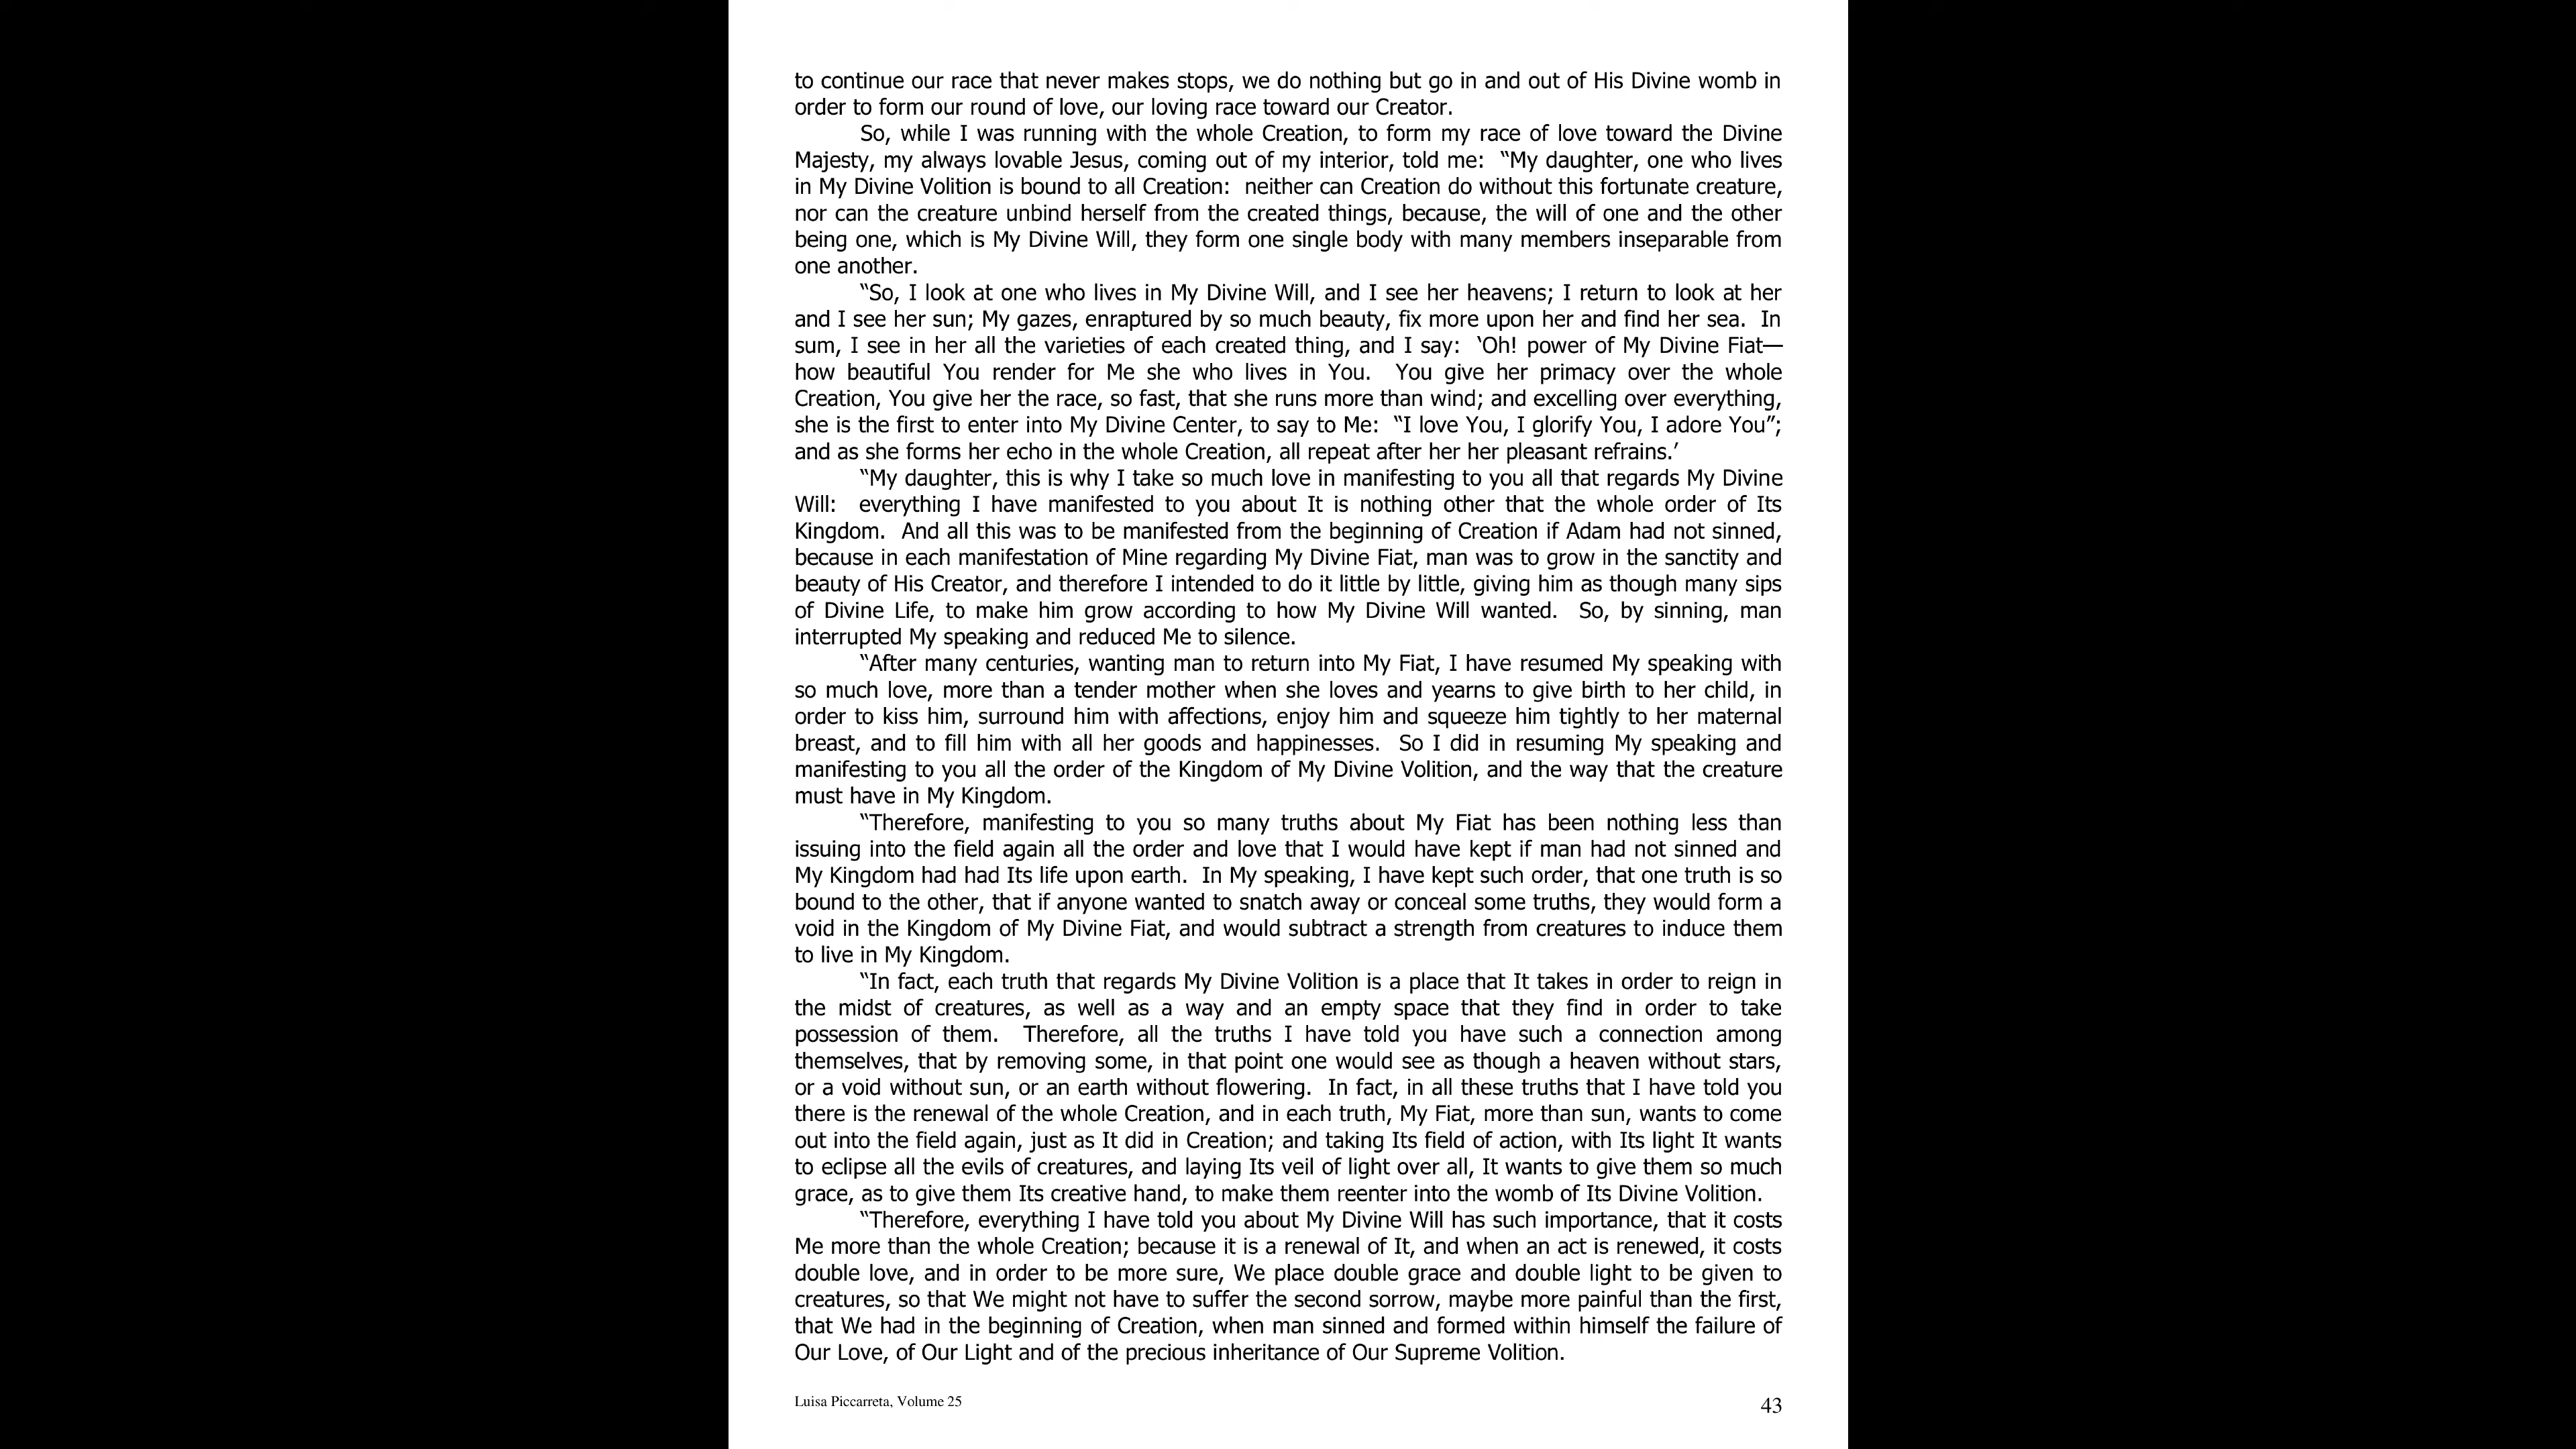 to continue our race that never makes stops, we do nothing but go in and out of His Divine womb in
order to form our round of love, our loving race toward our Creator.
So, while I was running with the whole Creation, to form my race of love toward the Divine
Majesty, my always lovable Jesus, coming out of my interior, told me:  “My daughter, one who lives
in My Divine Volition is bound to all Creation:  neither can Creation do without this fortunate creature,
nor can the creature unbind herself from the created things, because, the will of one and the other
being one, which is My Divine Will, they form one single body with many members inseparable from
one another.
“So, I look at one who lives in My Divine Will, and I see her heavens; I return to look at her
and I see her sun; My gazes, enraptured by so much beauty, fix more upon her and find her sea.  In
sum, I see in her all the varieties of each created thing, and I say:  ‘Oh! power of My Divine Fiat—
how beautiful You render for Me she who lives in You.  You give her primacy over the whole
Creation, You give her the race, so fast, that she runs more than wind; and excelling over everything,
she is the first to enter into My Divine Center, to say to Me:  “I love You, I glorify You, I adore You”;
and as she forms her echo in the whole Creation, all repeat after her her pleasant refrains.’
“My daughter, this is why I take so much love in manifesting to you all that regards My Divine
Will:  everything I have manifested to you about It is nothing other that the whole order of Its
Kingdom.  And all this was to be manifested from the beginning of Creation if Adam had not sinned,
because in each manifestation of Mine regarding My Divine Fiat, man was to grow in the sanctity and
beauty of His Creator, and therefore I intended to do it little by little, giving him as though many sips
of Divine Life, to make him grow according to how My Divine Will wanted.  So, by sinning, man
interrupted My speaking and reduced Me to silence.
“After many centuries, wanting man to return into My Fiat, I have resumed My speaking with
so much love, more than a tender mother when she loves and yearns to give birth to her child, in
order to kiss him, surround him with affections, enjoy him and squeeze him tightly to her maternal
breast, and to fill him with all her goods and happinesses.  So I did in resuming My speaking and
manifesting to you all the order of the Kingdom of My Divine Volition, and the way that the creature
must have in My Kingdom.
“Therefore, manifesting to you so many truths about My Fiat has been nothing less than
issuing into the field again all the order and love that I would have kept if man had not sinned and
My Kingdom had had Its life upon earth.  In My speaking, I have kept such order, that one truth is so
bound to the other, that if anyone wanted to snatch away or conceal some truths, they would form a
void in the Kingdom of My Divine Fiat, and would subtract a strength from creatures to induce them
to live in My Kingdom.
“In fact, each truth that regards My Divine Volition is a place that It takes in order to reign in
the midst of creatures, as well as a way and an empty space that they find in order to take
possession of them.  Therefore, all the truths I have told you have such a connection among
themselves, that by removing some, in that point one would see as though a heaven without stars,
or a void without sun, or an earth without flowering.  In fact, in all these truths that I have told you
there is the renewal of the whole Creation, and in each truth, My Fiat, more than sun, wants to come
out into the field again, just as It did in Creation; and taking Its field of action, with Its light It wants
to eclipse all the evils of creatures, and laying Its veil of light over all, It wants to give them so much
grace, as to give them Its creative hand, to make them reenter into the womb of Its Divine Volition.
“Therefore, everything I have told you about My Divine Will has such importance, that it costs
Me more than the whole Creation; because it is a renewal of It, and when an act is renewed, it costs
double love, and in order to be more sure, We place double grace and double light to be given to
creatures, so that We might not have to suffer the second sorrow, maybe more painful than the first,
that We had in the beginning of Creation, when man sinned and formed within himself the failure of
Our Love, of Our Light and of the precious inheritance of Our Supreme Volition.
Luisa Piccarreta, Volume 25
43